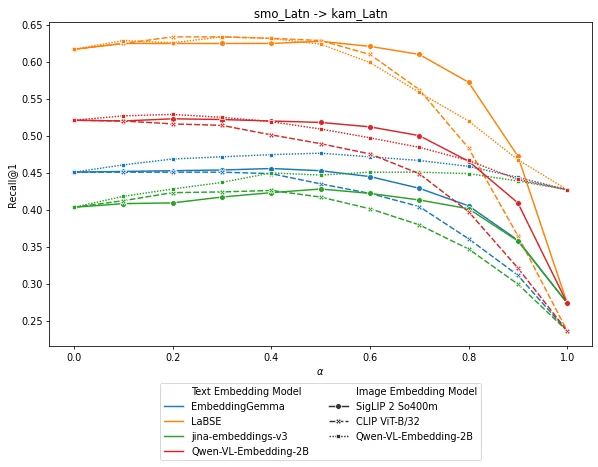 smo_Latn -> kam_Latn
Recall@1
0.65
0.60
0.55
0.50
0.45
0.40
0.35
0.30
0.25
0.0 0.2 0.4 0.6 0.8 1.0
α
Text Embedding Model
EmbeddingGemma
LaBSE
jina-embeddings-v3
Qwen-VL-Embedding-2B
Image Embedding Model
SigLIP 2 So400m
CLIP ViT-B/32
Qwen-VL-Embedding-2B